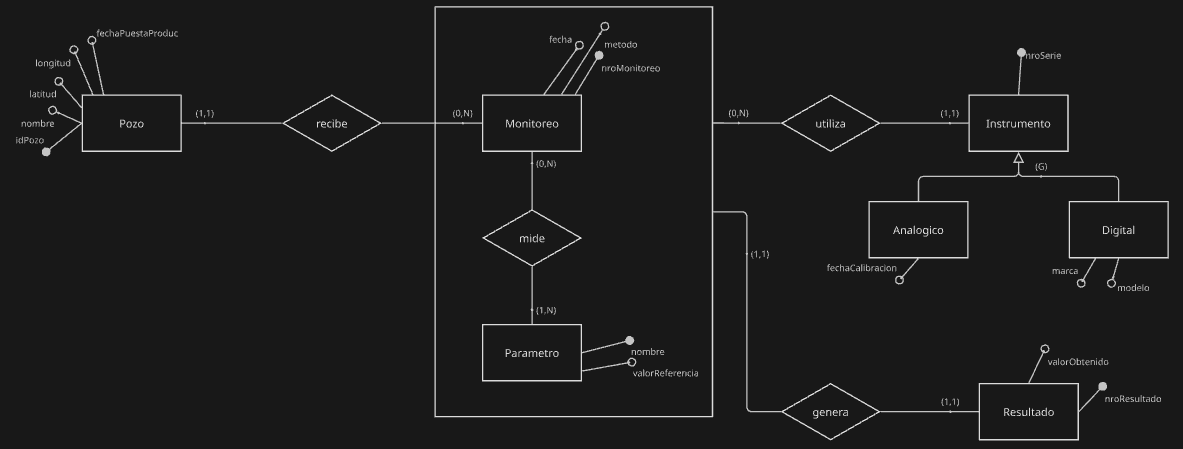 fechaPuestaProduc
longitud
latitud
nombre
idPozo
Pozo
(1,1)
recibe
(0,N)
fecha
metodo
nroMonitoreo
Monitoreo
(0,N)
mide
(1,N)
Parametro
nombre
valorReferencia
(0,N)
utiliza
(1,1)
nroSerie
Instrumento
(G)
Analogico
fechaCalibracion
Digital
marca
modelo
(1,1)
genera
(1,1)
valorObtenido
nroResultado
Resultado